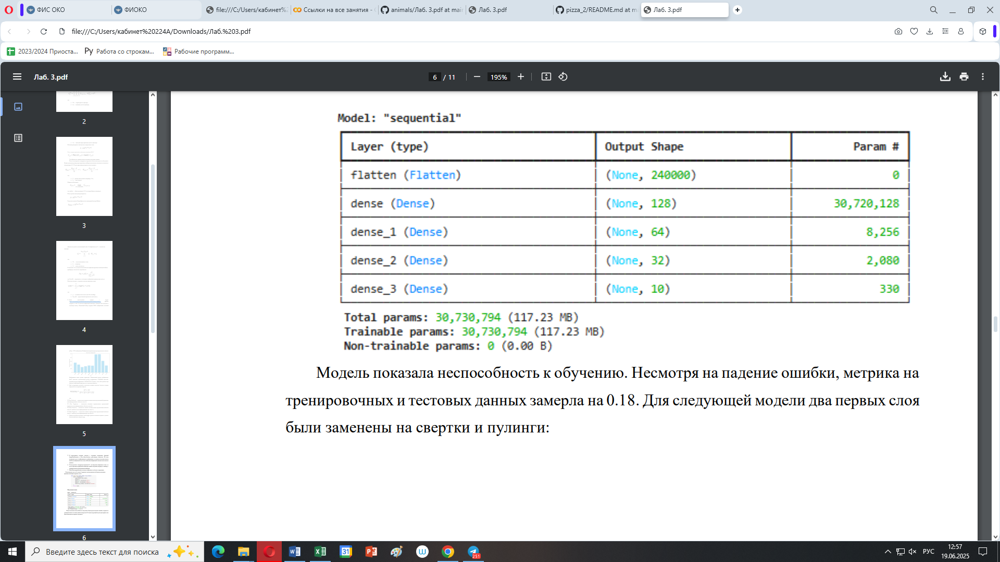 ФИС ОКО
ФИОКО
file:///C:/Users/кабинет%2
Ссылки на все занятия -
animals/Лаб. 3.pdf at mai
Лаб. 3.pdf
pizza_2/README.md at m
Лаб. 3.pdf
file:///C:/Users/кабинет%20224A/Downloads/Лаб.%203.pdf
2023/2024 Приоста...
Работа со строкам...
Рабочие программ...
Лаб. 3.pdf
6 / 11
195%
2
3
4
5
6
Model: "sequential"
Layer (type) Output Shape Param #
flatten (Flatten) (None, 240000) 0
dense (Dense) (None, 128) 30,720,128
dense_1 (Dense) (None, 64) 8,256
dense_2 (Dense) (None, 32) 2,080
dense_3 (Dense) (None, 10) 330
Total params: 30,730,794 (117.23 MB)
Trainable params: 30,730,794 (117.23 MB)
Non-trainable params: 0 (0.00 B)
Модель показала неспособность к обучению. Несмотря на падение ошибки, метрика на
тренировочных и тестовых данных замерла на 0.18. Для следующей модели два первых слоя
были заменены на свертки и пулинги:
Введите здесь текст для поиска
31
251
РУС
12:57
19.06.2025